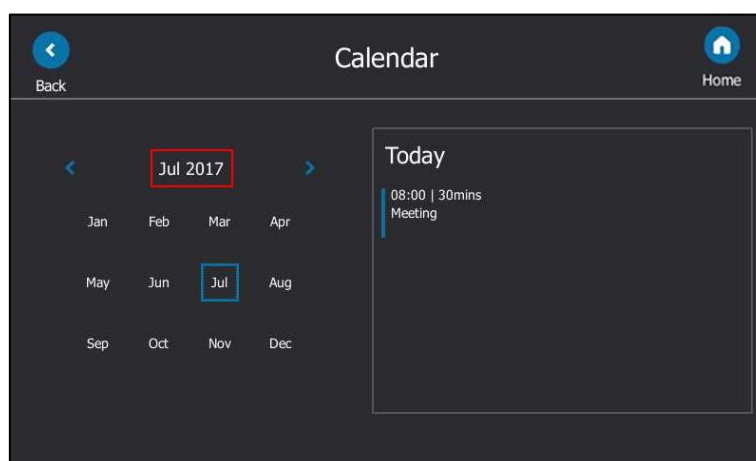 Calendar
Back
Home
Jul 2017
Jan Feb Mar Apr
May Jun Jul Aug
Sep Oct Nov Dec
Today
08:00 | 30mins
Meeting